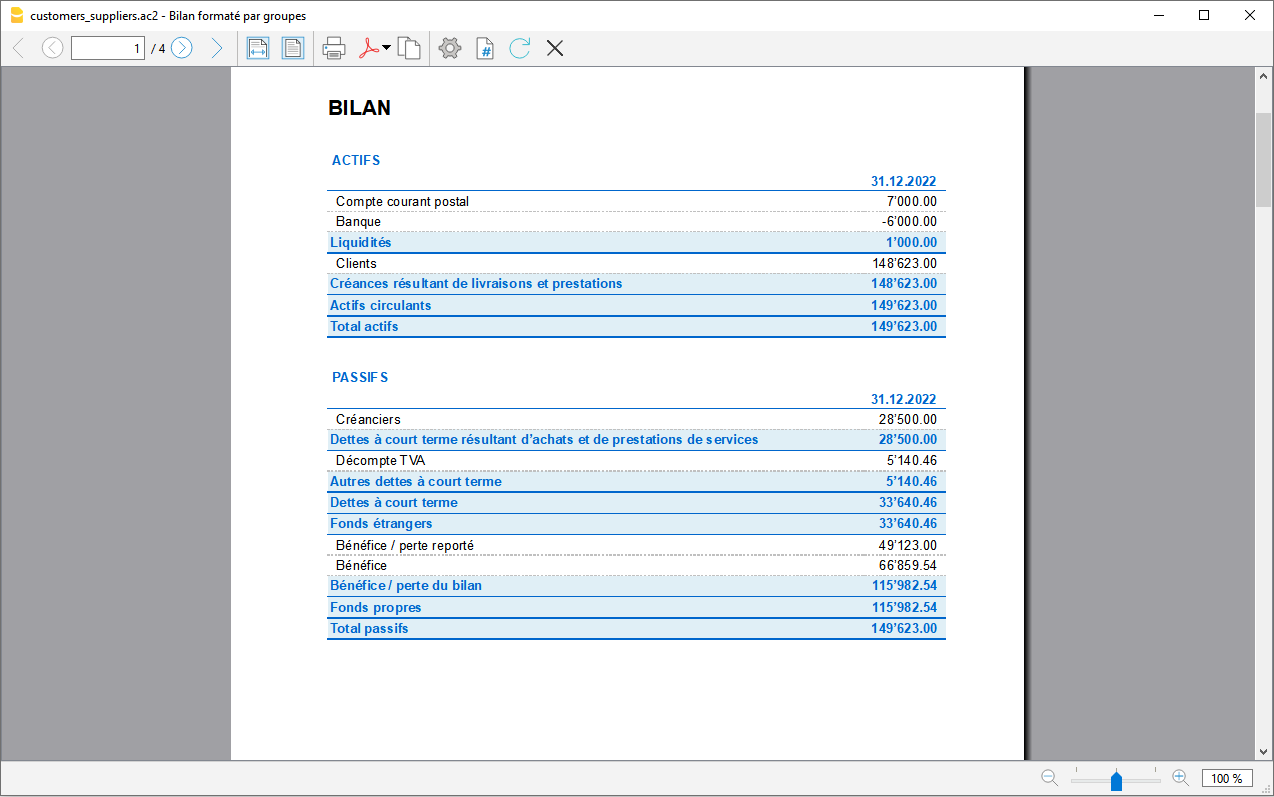 customers_suppliers.ac2 - Bilan formaté par groupes
1 / 4
#
BILAN
ACTIFS
31.12.2022
Compte courant postal 7'000.00
Banque -6'000.00
Liquidités 1'000.00
Clients 148'623.00
Créances résultant de livraisons et prestations 148'623.00
Actifs circulants 149'623.00
Total actifs 149'623.00
PASSIFS
31.12.2022
Créanciers 28'500.00
Dettes à court terme résultant d'achats et de prestations de services 28'500.00
Décompte TVA 5'140.46
Autres dettes à court terme 5'140.46
Dettes à court terme 33'640.46
Fonds étrangers 33'640.46
Bénéfice / perte reporté 49'123.00
Bénéfice 66'859.54
Bénéfice / perte du bilan 115'982.54
Fonds propres 115'982.54
Total passifs 149'623.00
100 %